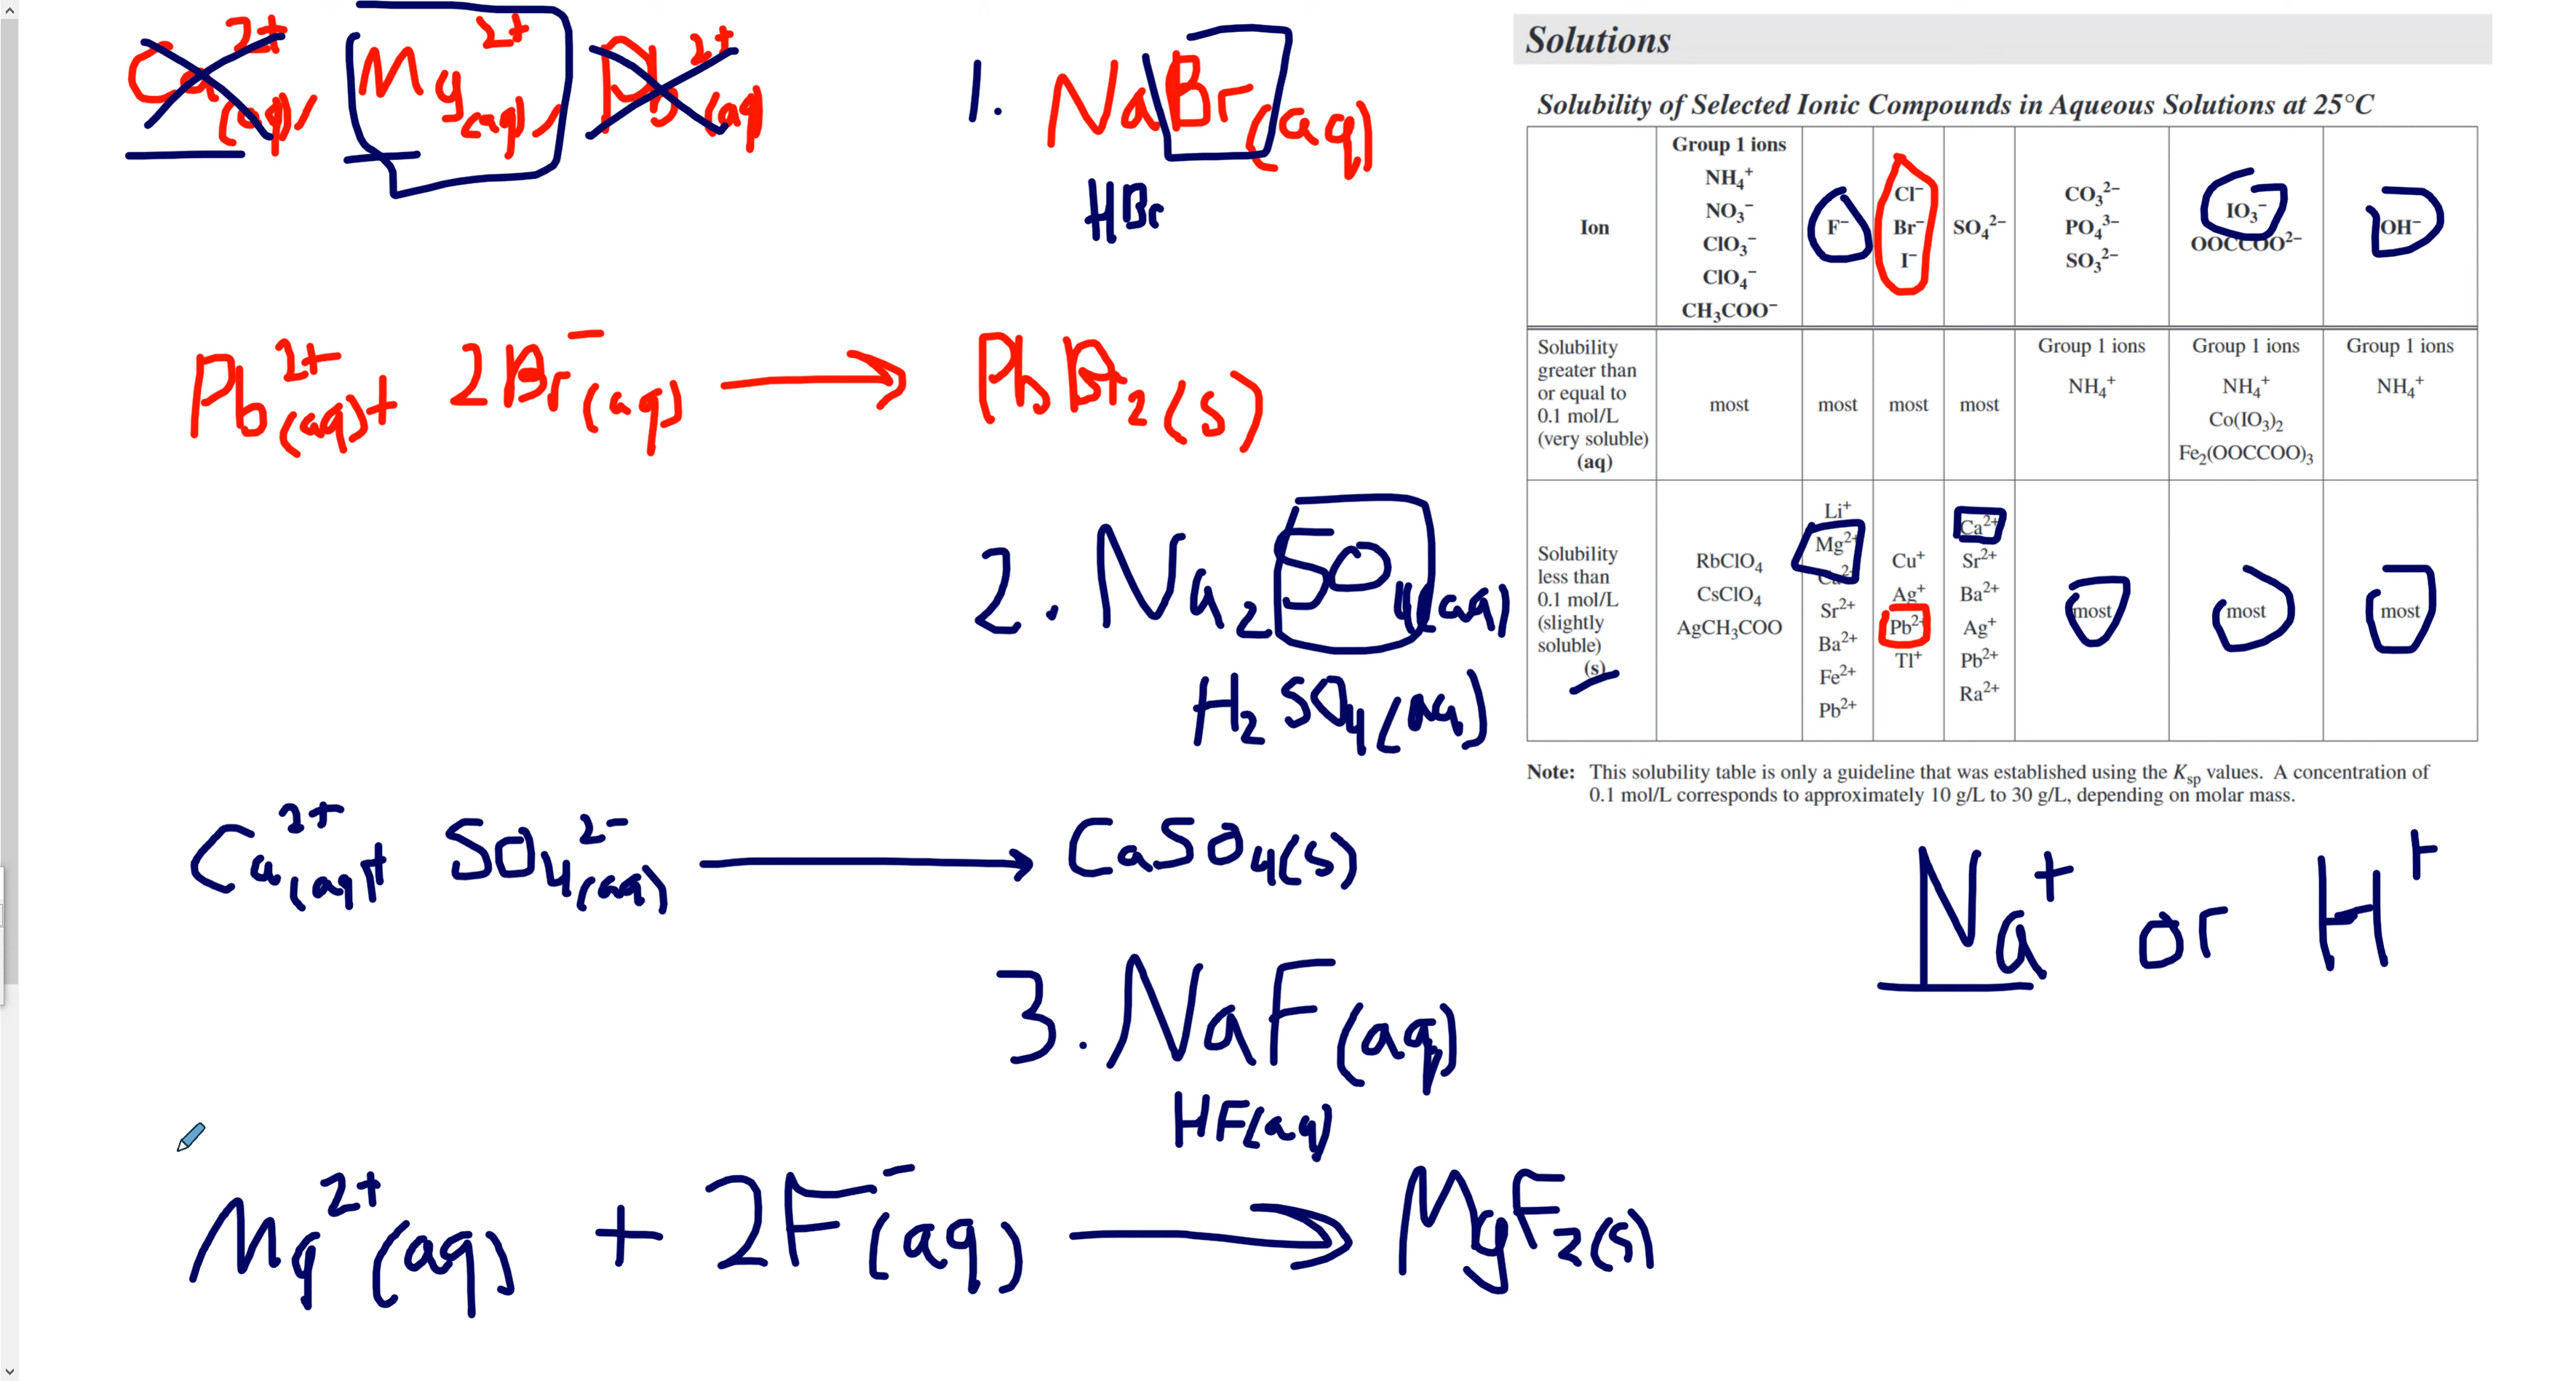 Ca²⁺(aq), Mg²⁺(aq), Pb²⁺(aq)
1. NaBr(aq)
HBr
Pb²⁺(aq) + 2Br⁻(aq) → PbBr₂(s)
2. Na₂SO₄(aq)
H₂SO₄(aq)
Ca²⁺(aq) + SO₄²⁻(aq) → CaSO₄(s)
3. NaF(aq)
HF(aq)
Mg²⁺(aq) + 2F⁻(aq) → MgF₂(s)
Solutions
Solubility of Selected Ionic Compounds in Aqueous Solutions at 25°C
Ion
Group 1 ions
NH₄⁺
NO₃⁻
ClO₃⁻
ClO₄⁻
CH₃COO⁻
F⁻
Cl⁻
Br⁻
I⁻
SO₄²⁻
CO₃²⁻
PO₄³⁻
SO₃²⁻
IO₃⁻
OOCCOO²⁻
OH⁻
Solubility
greater than
or equal to
0.1 mol/L
(very soluble)
(aq)
most
most
most
most
Group 1 ions
NH₄⁺
Group 1 ions
NH₄⁺
Co(IO₃)₂
Fe₂(OOCCOO)₃
Group 1 ions
NH₄⁺
Solubility
less than
0.1 mol/L
(slightly
soluble)
(s)
RbClO₄
CsClO₄
AgCH₃COO
Li⁺
Mg²⁺
Ca²⁺
Sr²⁺
Ba²⁺
Fe²⁺
Pb²⁺
Cu⁺
Ag⁺
Pb²⁺
Tl⁺
Ca²⁺
Sr²⁺
Ba²⁺
Ag⁺
Pb²⁺
Ra²⁺
most
most
most
Note: This solubility table is only a guideline that was established using the Ksp values. A concentration of
0.1 mol/L corresponds to approximately 10 g/L to 30 g/L, depending on molar mass.
Na⁺ or H⁺